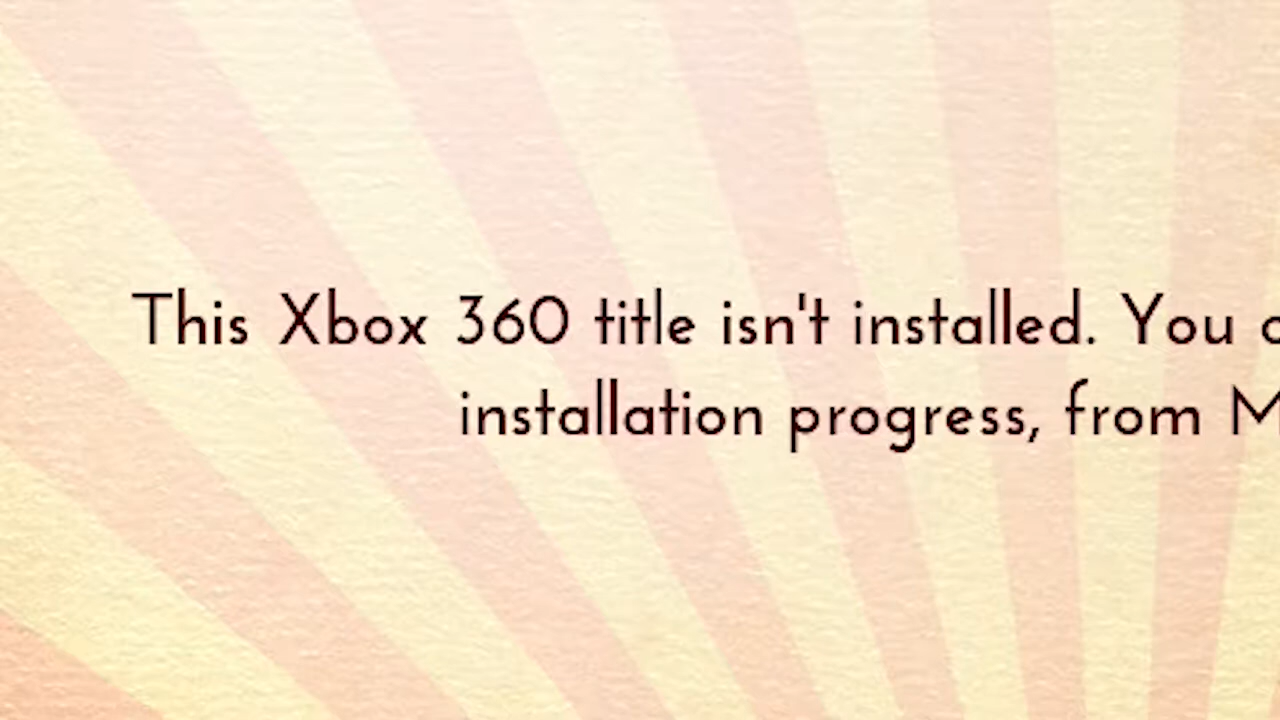 This Xbox 360 title isn't installed. You
installation progress, from